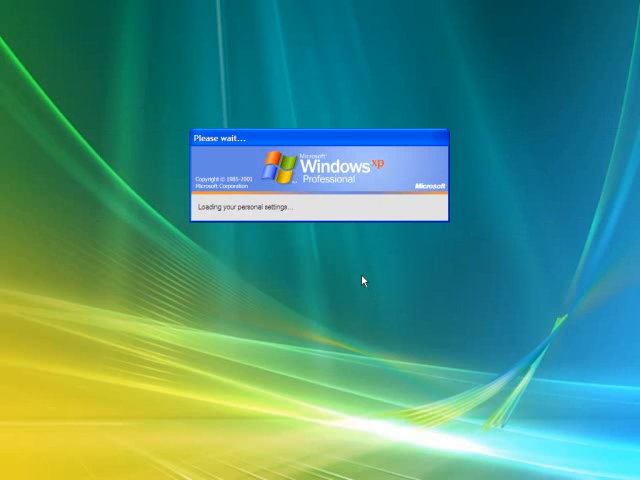 Please wait...
Microsoft®
Windows xp
Professional
Copyright © 1985-2001
Microsoft Corporation
Microsoft
Loading your personal settings...